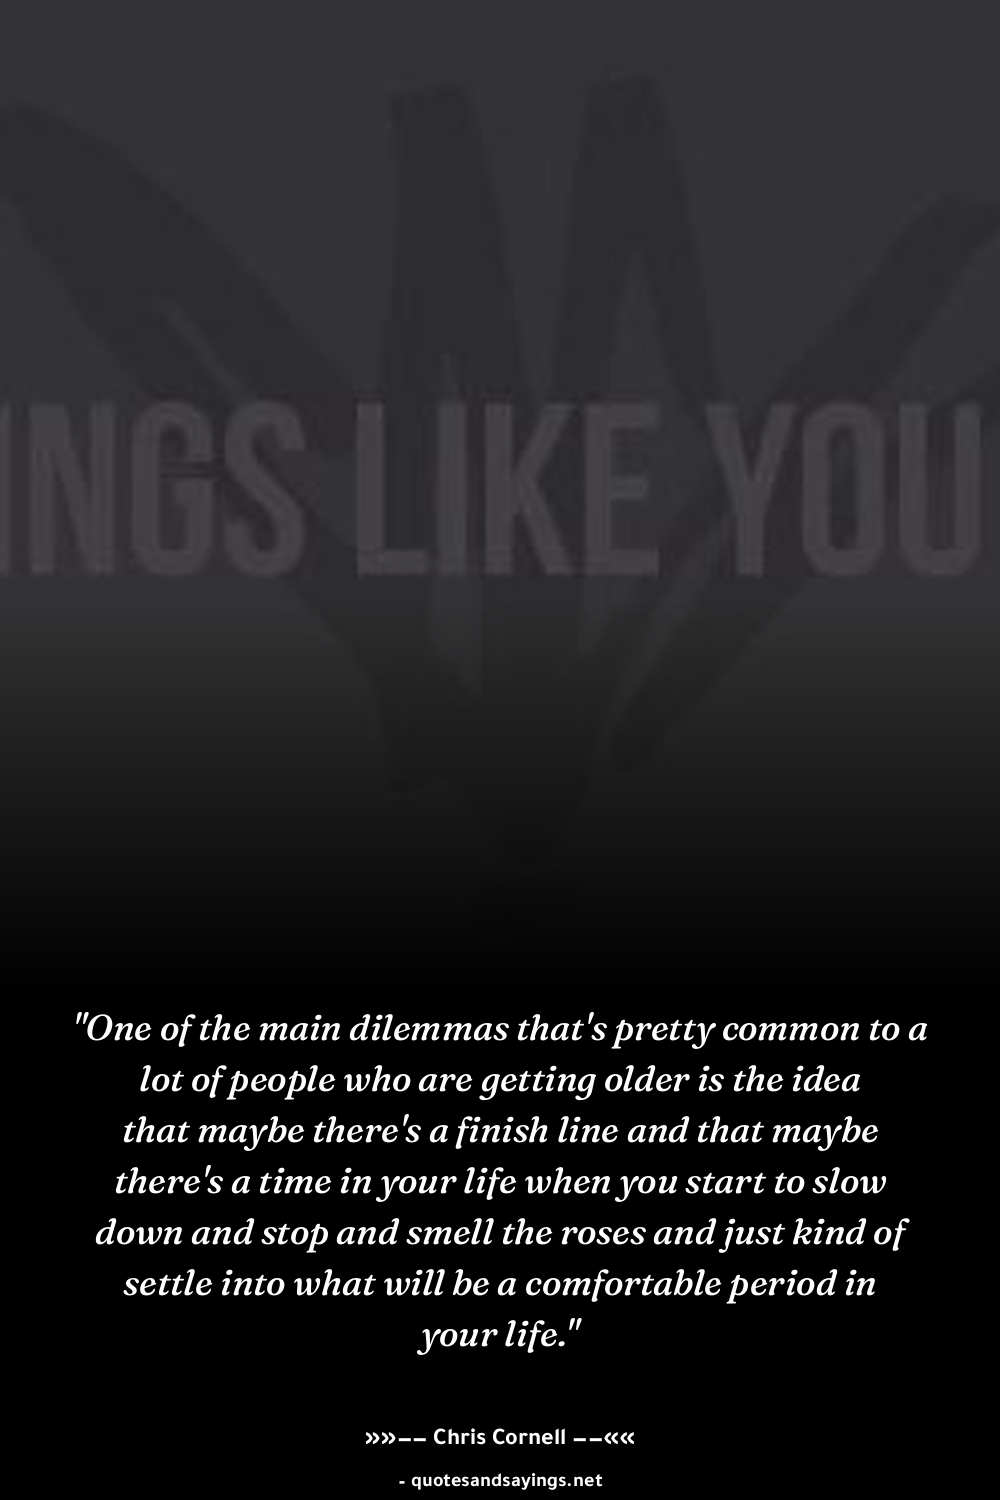 INGS LIKE YOU
"One of the main dilemmas that's pretty common to a
lot of people who are getting older is the idea
that maybe there's a finish line and that maybe
there's a time in your life when you start to slow
down and stop and smell the roses and just kind of
settle into what will be a comfortable period in
your life."
»»–– Chris Cornell ––««
- quotesandsayings.net